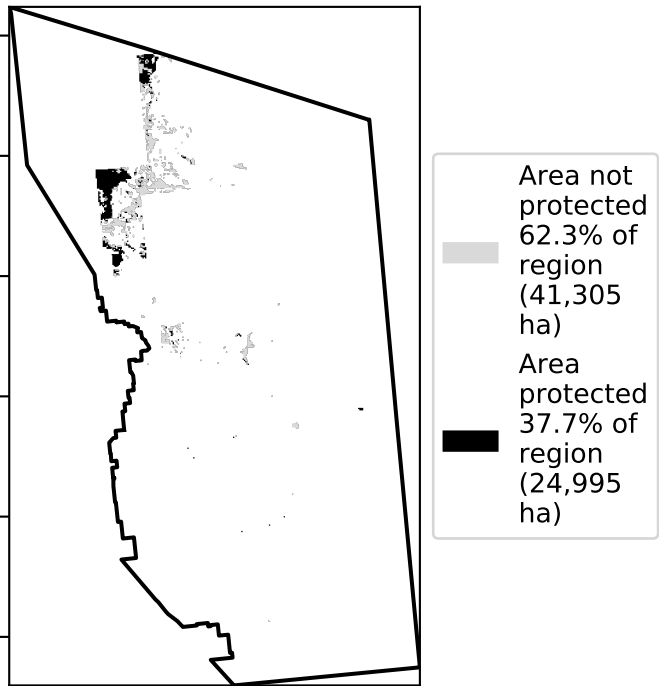 Area not
protected
62.3% of
region
(41,305
ha)
Area
protected
37.7% of
region
(24,995
ha)